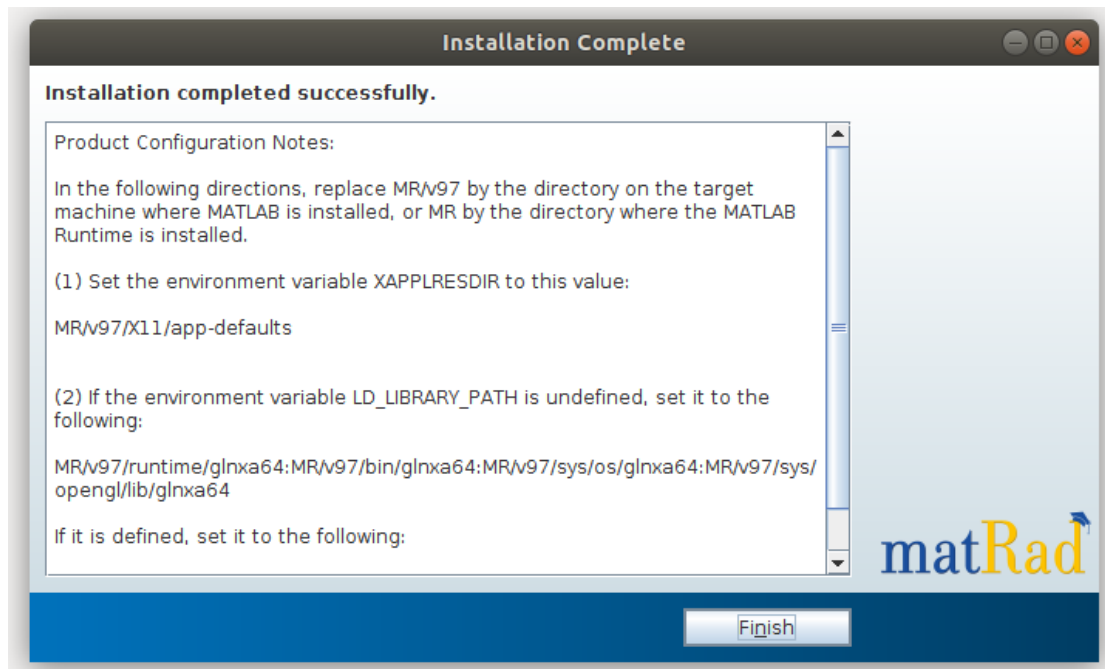 Installation Complete
Installation completed successfully.
Product Configuration Notes:
In the following directions, replace MR/v97 by the directory on the target
machine where MATLAB is installed, or MR by the directory where the MATLAB
Runtime is installed.
(1) Set the environment variable XAPPLRESDIR to this value:
MR/v97/X11/app-defaults
(2) If the environment variable LD_LIBRARY_PATH is undefined, set it to the
following:
MR/v97/runtime/glnxa64:MR/v97/bin/glnxa64:MR/v97/sys/os/glnxa64:MR/v97/sys/
opengl/lib/glnxa64
If it is defined, set it to the following:
matRad
Finish